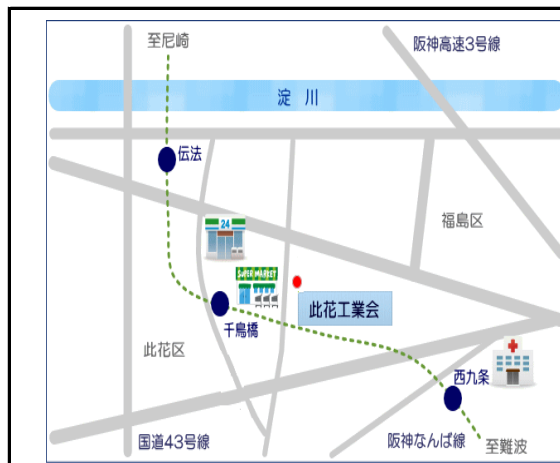 至尼崎
阪神高速3号線
淀川
伝法
福島区
24
SUPER MARKET
此花工業会
千鳥橋
此花区
西九条
国道43号線
阪神なんば線
至難波